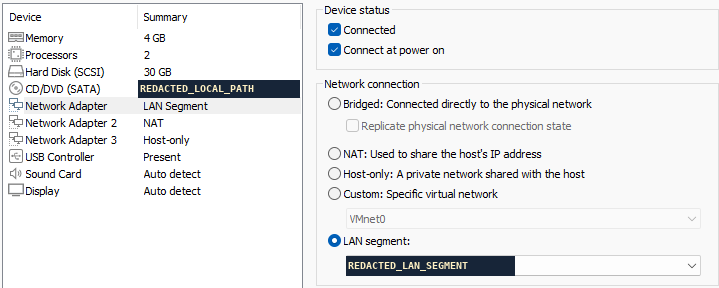 Device Summary
Memory 4 GB
Processors 2
Hard Disk (SCSI) 30 GB
CD/DVD (SATA) REDACTED_LOCAL_PATH
Network Adapter LAN Segment
Network Adapter 2 NAT
Network Adapter 3 Host-only
USB Controller Present
Sound Card Auto detect
Display Auto detect
Device status
Connected
Connect at power on
Network connection
Bridged: Connected directly to the physical network
Replicate physical network connection state
NAT: Used to share the host's IP address
Host-only: A private network shared with the host
Custom: Specific virtual network
VMnet0
LAN segment:
REDACTED_LAN_SEGMENT